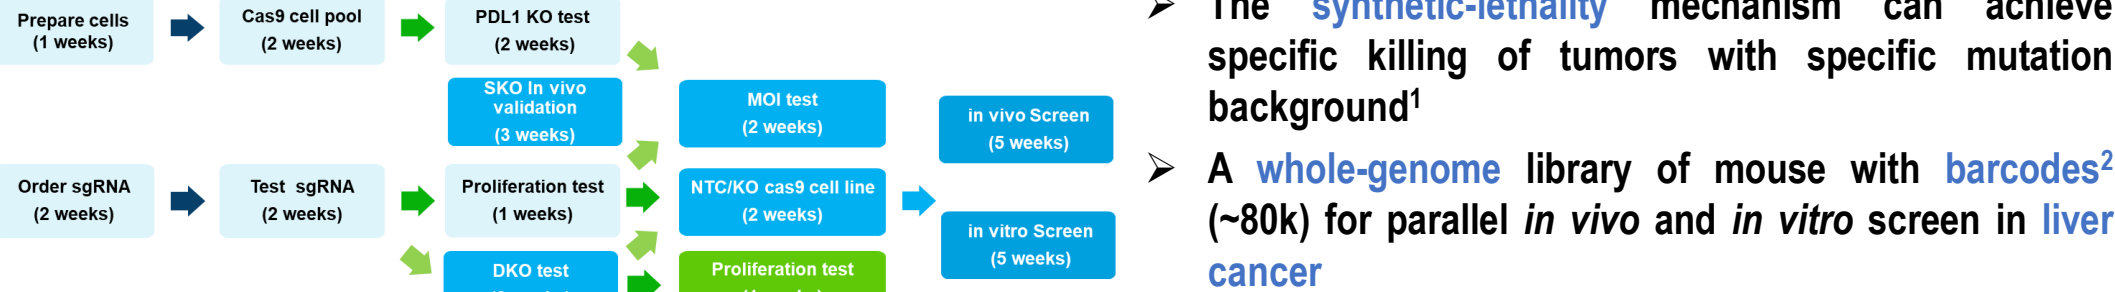 Prepare cells
(1 weeks)
Cas9 cell pool
(2 weeks)
PDL1 KO test
(2 weeks)
SKO In vivo
validation
(3 weeks)
MOI test
(2 weeks)
in vivo Screen
(5 weeks)
Order sgRNA
(2 weeks)
Test sgRNA
(2 weeks)
Proliferation test
(1 weeks)
NTC/KO cas9 cell line
(2 weeks)
in vitro Screen
(5 weeks)
DKO test
Proliferation test
➢ The synthetic-lethality mechanism can achieve
specific killing of tumors with specific mutation
background¹
➢ A whole-genome library of mouse with barcodes²
(~80k) for parallel in vivo and in vitro screen in liver
cancer